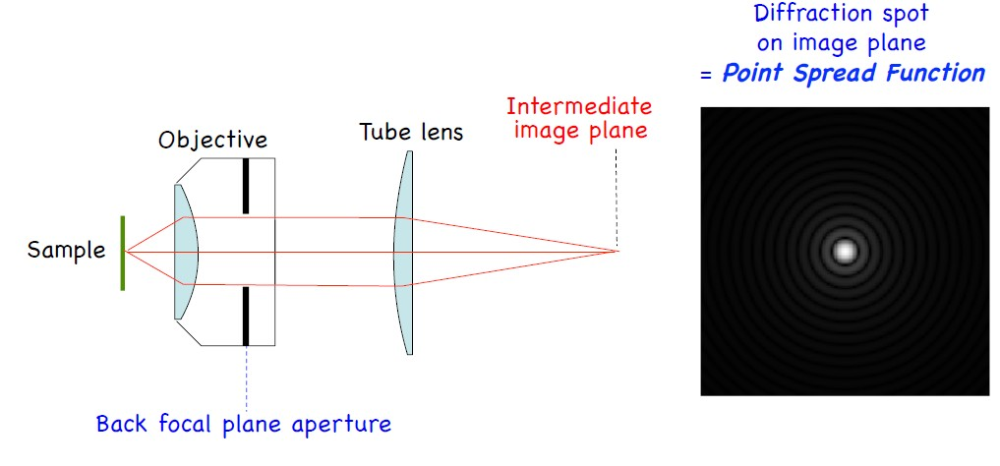 Diffraction spot
on image plane
= Point Spread Function
Intermediate
image plane
Tube lens
Objective
Sample
Back focal plane aperture